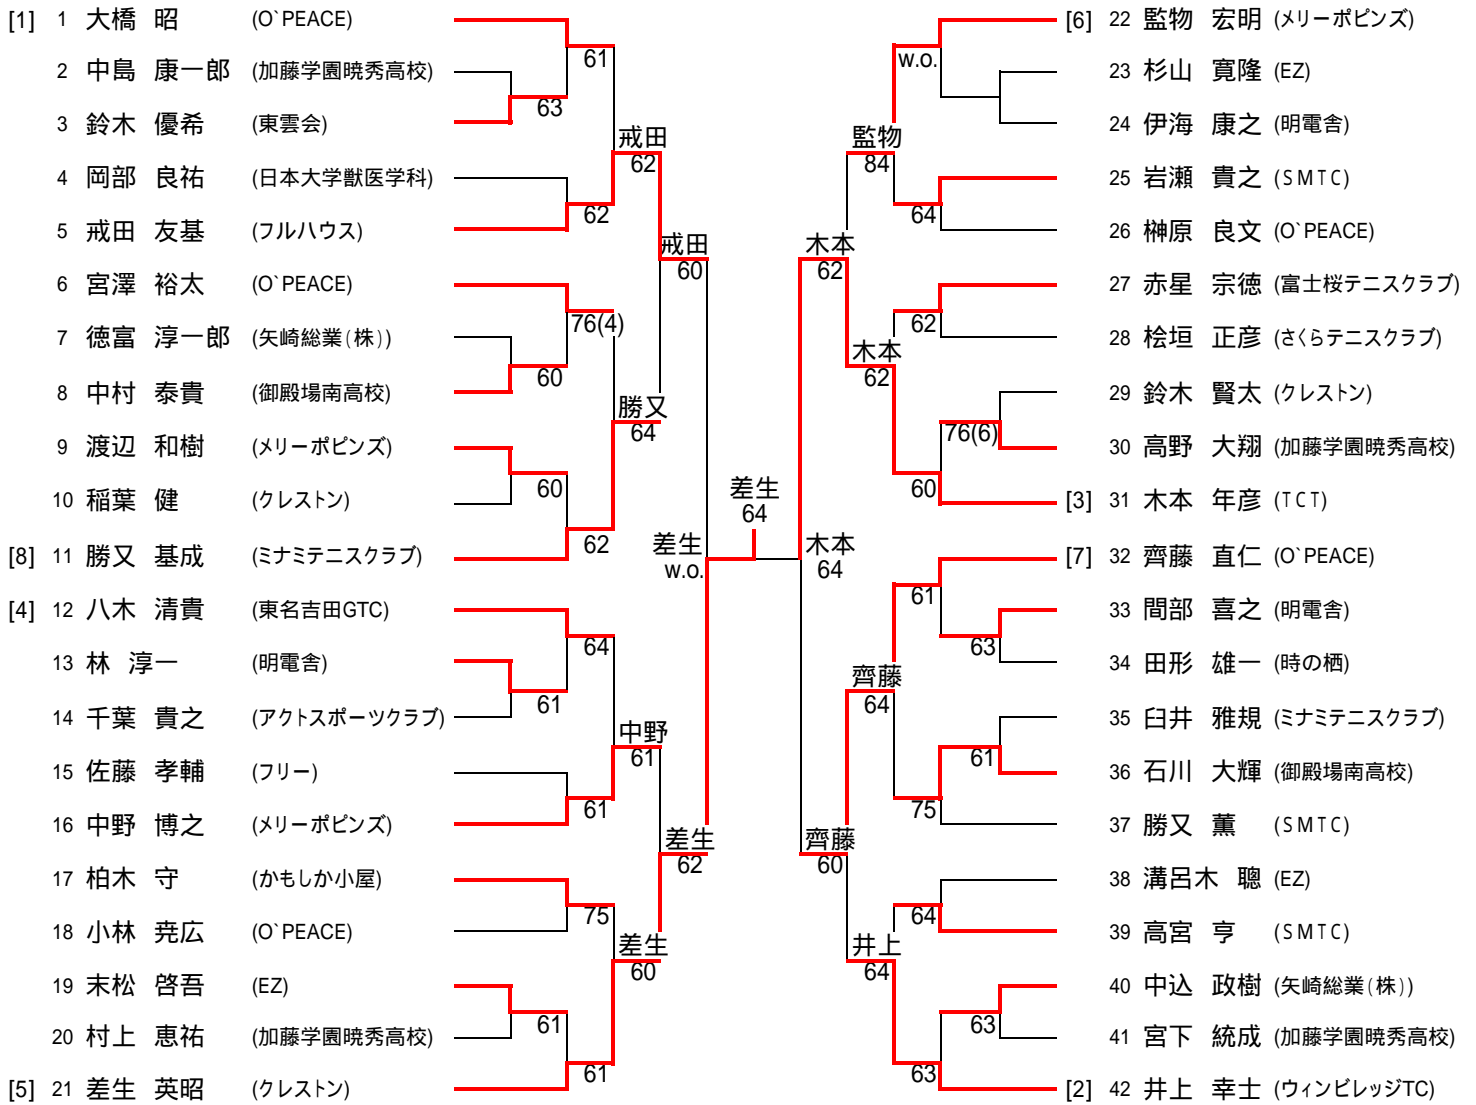 [1] 1 大橋 昭 (O`PEACE)
2 中島 康一郎 (加藤学園暁秀高校)
3 鈴木 優希 (東雲会)
4 岡部 良祐 (日本大学獣医学科)
5 戒田 友基 (フルハウス)
6 宮澤 裕太 (O`PEACE)
7 徳富 淳一郎 (矢崎総業(株))
8 中村 泰貴 (御殿場南高校)
9 渡辺 和樹 (メリーポピンズ)
10 稲葉 健 (クレストン)
[8] 11 勝又 基成 (ミナミテニスクラブ)
[4] 12 八木 清貴 (東名吉田GTC)
13 林 淳一 (明電舎)
14 千葉 貴之 (アクトスポーツクラブ)
15 佐藤 孝輔 (フリー)
16 中野 博之 (メリーポピンズ)
17 柏木 守 (かもしか小屋)
18 小林 尭広 (O`PEACE)
19 末松 啓吾 (EZ)
20 村上 恵祐 (加藤学園暁秀高校)
[5] 21 差生 英昭 (クレストン)
61
63
62
76(4)
60
60
62
64
61
61
75
61
61
戒田
62
勝又
64
中野
61
差生
60
戒田
60
差生
62
差生
w.o.
差生
64
木本
64
木本
62
齊藤
60
監物
84
木本
62
齊藤
64
井上
64
w.o.
64
62
76(6)
60
61
63
61
75
64
63
63
[6] 22 監物 宏明 (メリーポピンズ)
23 杉山 寛隆 (EZ)
24 伊海 康之 (明電舎)
25 岩瀬 貴之 (SMTC)
26 榊原 良文 (O`PEACE)
27 赤星 宗徳 (富士桜テニスクラブ)
28 桧垣 正彦 (さくらテニスクラブ)
29 鈴木 賢太 (クレストン)
30 高野 大翔 (加藤学園暁秀高校)
[3] 31 木本 年彦 (TCT)
[7] 32 齊藤 直仁 (O`PEACE)
33 間部 喜之 (明電舎)
34 田形 雄一 (時の栖)
35 臼井 雅規 (ミナミテニスクラブ)
36 石川 大輝 (御殿場南高校)
37 勝又 薫 (SMTC)
38 溝呂木 聰 (EZ)
39 高宮 亨 (SMTC)
40 中込 政樹 (矢崎総業(株))
41 宮下 統成 (加藤学園暁秀高校)
[2] 42 井上 幸士 (ウィンビレッジTC)